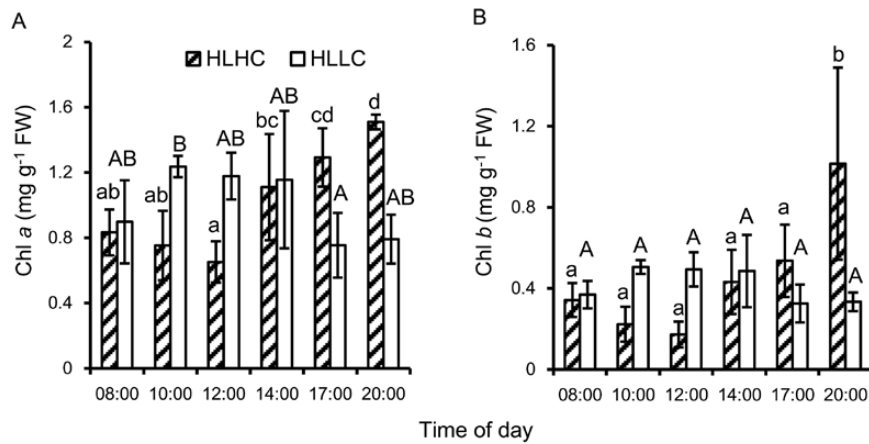 A
HLHC HLLC
Chl a (mg g⁻¹ FW)
2
1.6
1.2
0.8
0.4
0
ab AB ab B a AB bc AB cd A d AB
08:00 10:00 12:00 14:00 17:00 20:00
B
Chl b (mg g⁻¹ FW)
1.6
1.2
0.8
0.4
0
a A a A a A a A a A b A
08:00 10:00 12:00 14:00 17:00 20:00
Time of day